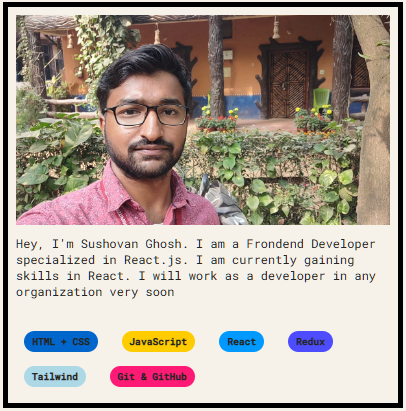 Hey, I'm Sushovan Ghosh. I am a Frondend Developer
specialized in React.js. I am currently gaining
skills in React. I will work as a developer in any
organization very soon
HTML + CSS JavaScript React Redux
Tailwind Git & GitHub